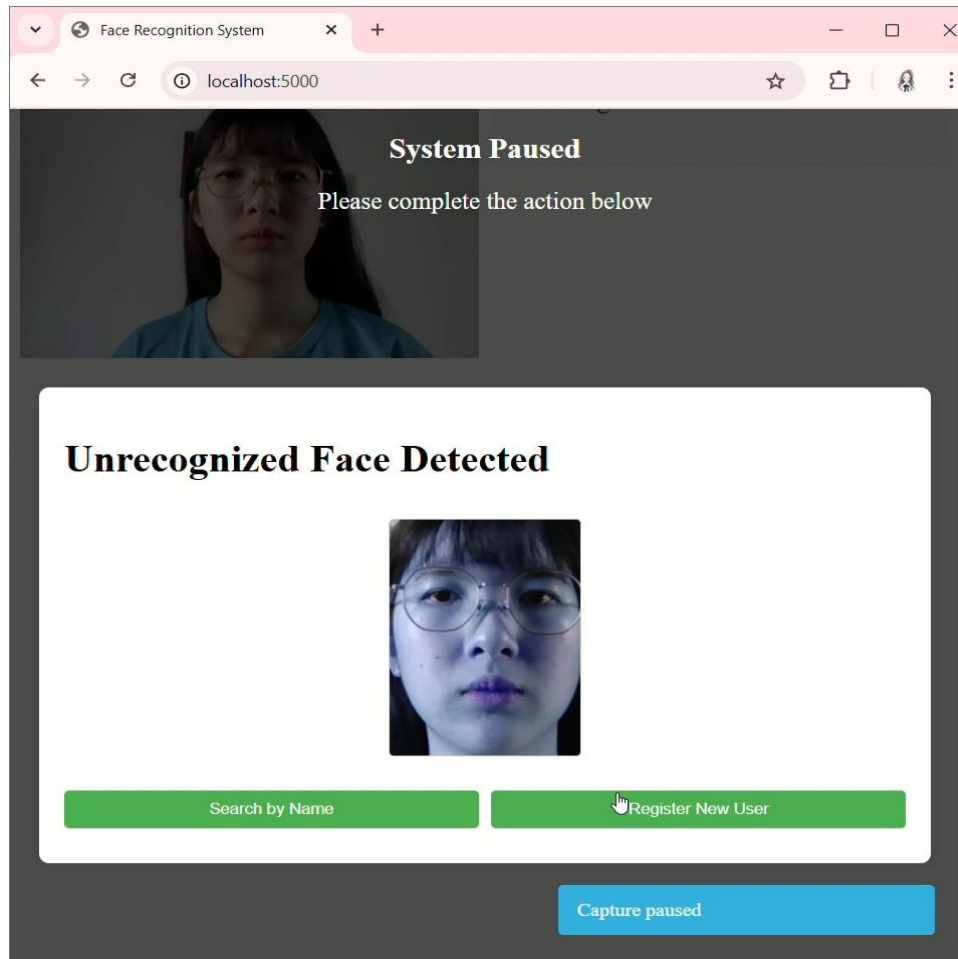 Face Recognition System
localhost:5000
System Paused
Please complete the action below
Unrecognized Face Detected
Search by Name
Register New User
Capture paused